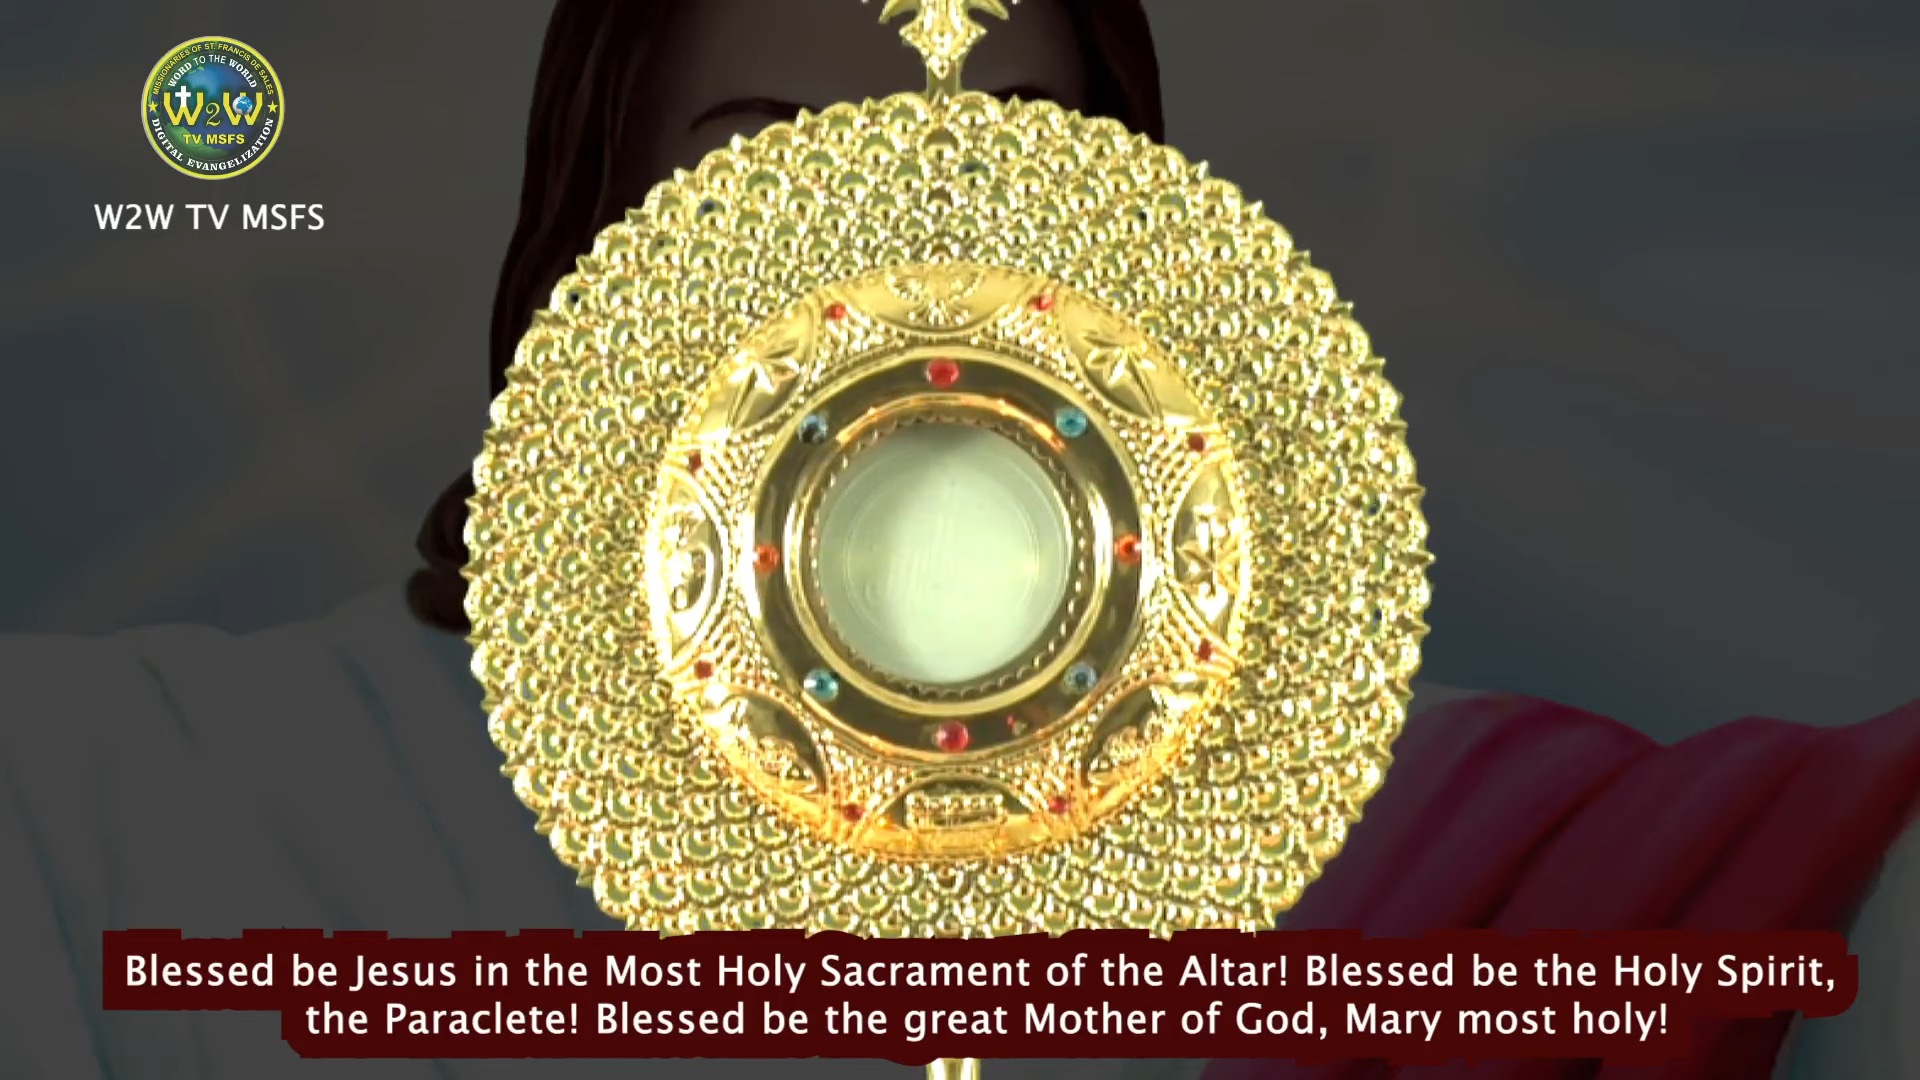 MISSIONARIES OF ST. FRANCIS DE SALES
WORD TO THE WORLD
W2W
TV MSFS
DIGITAL EVANGELIZATION
W2W TV MSFS
Blessed be Jesus in the Most Holy Sacrament of the Altar! Blessed be the Holy Spirit,
the Paraclete! Blessed be the great Mother of God, Mary most holy!